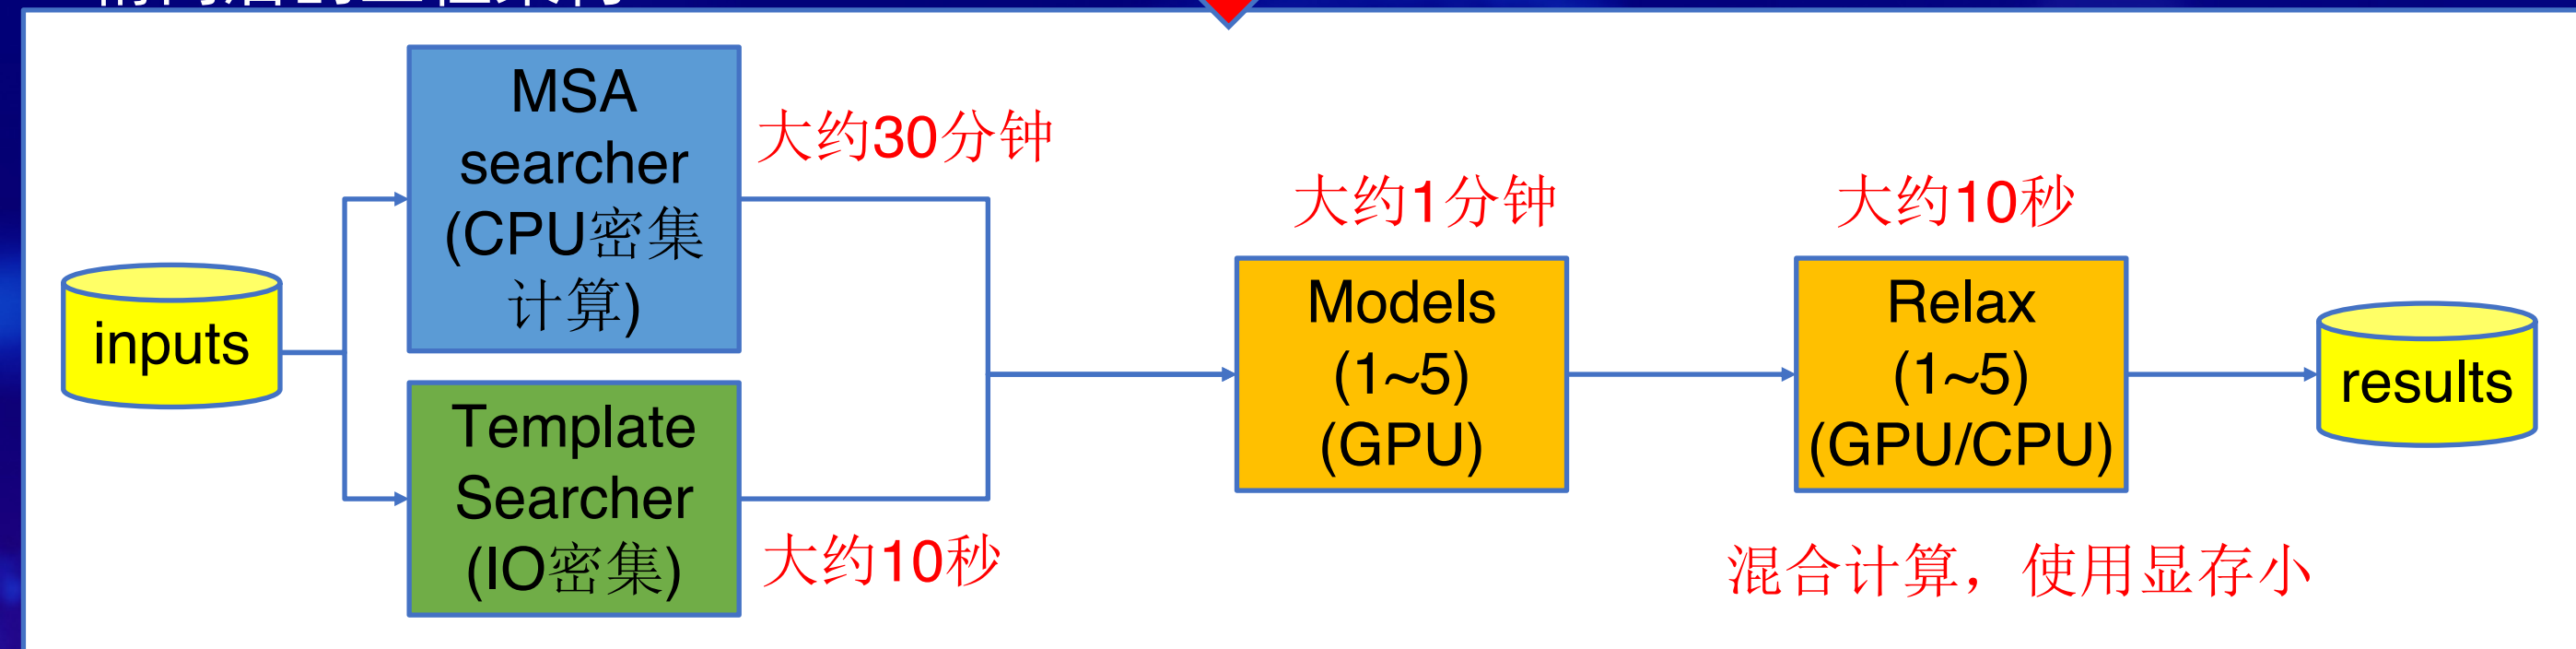 inputs
MSA
searcher
(CPU密集
计算)
大约30分钟
Template
Searcher
(IO密集)
大约10秒
大约1分钟
Models
(1~5)
(GPU)
大约10秒
Relax
(1~5)
(GPU/CPU)
混合计算，使用显存小
results